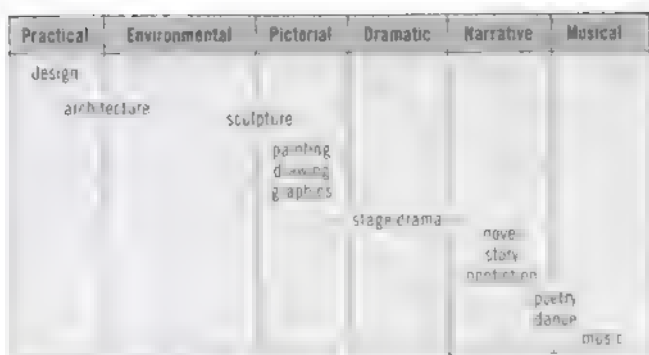 Practical Environmental Pictorial Dramatic Narrative Musical
design
architecture
sculpture
painting
drawing
graphics
stage drama
novel
story
nonfiction
poetry
dance
music